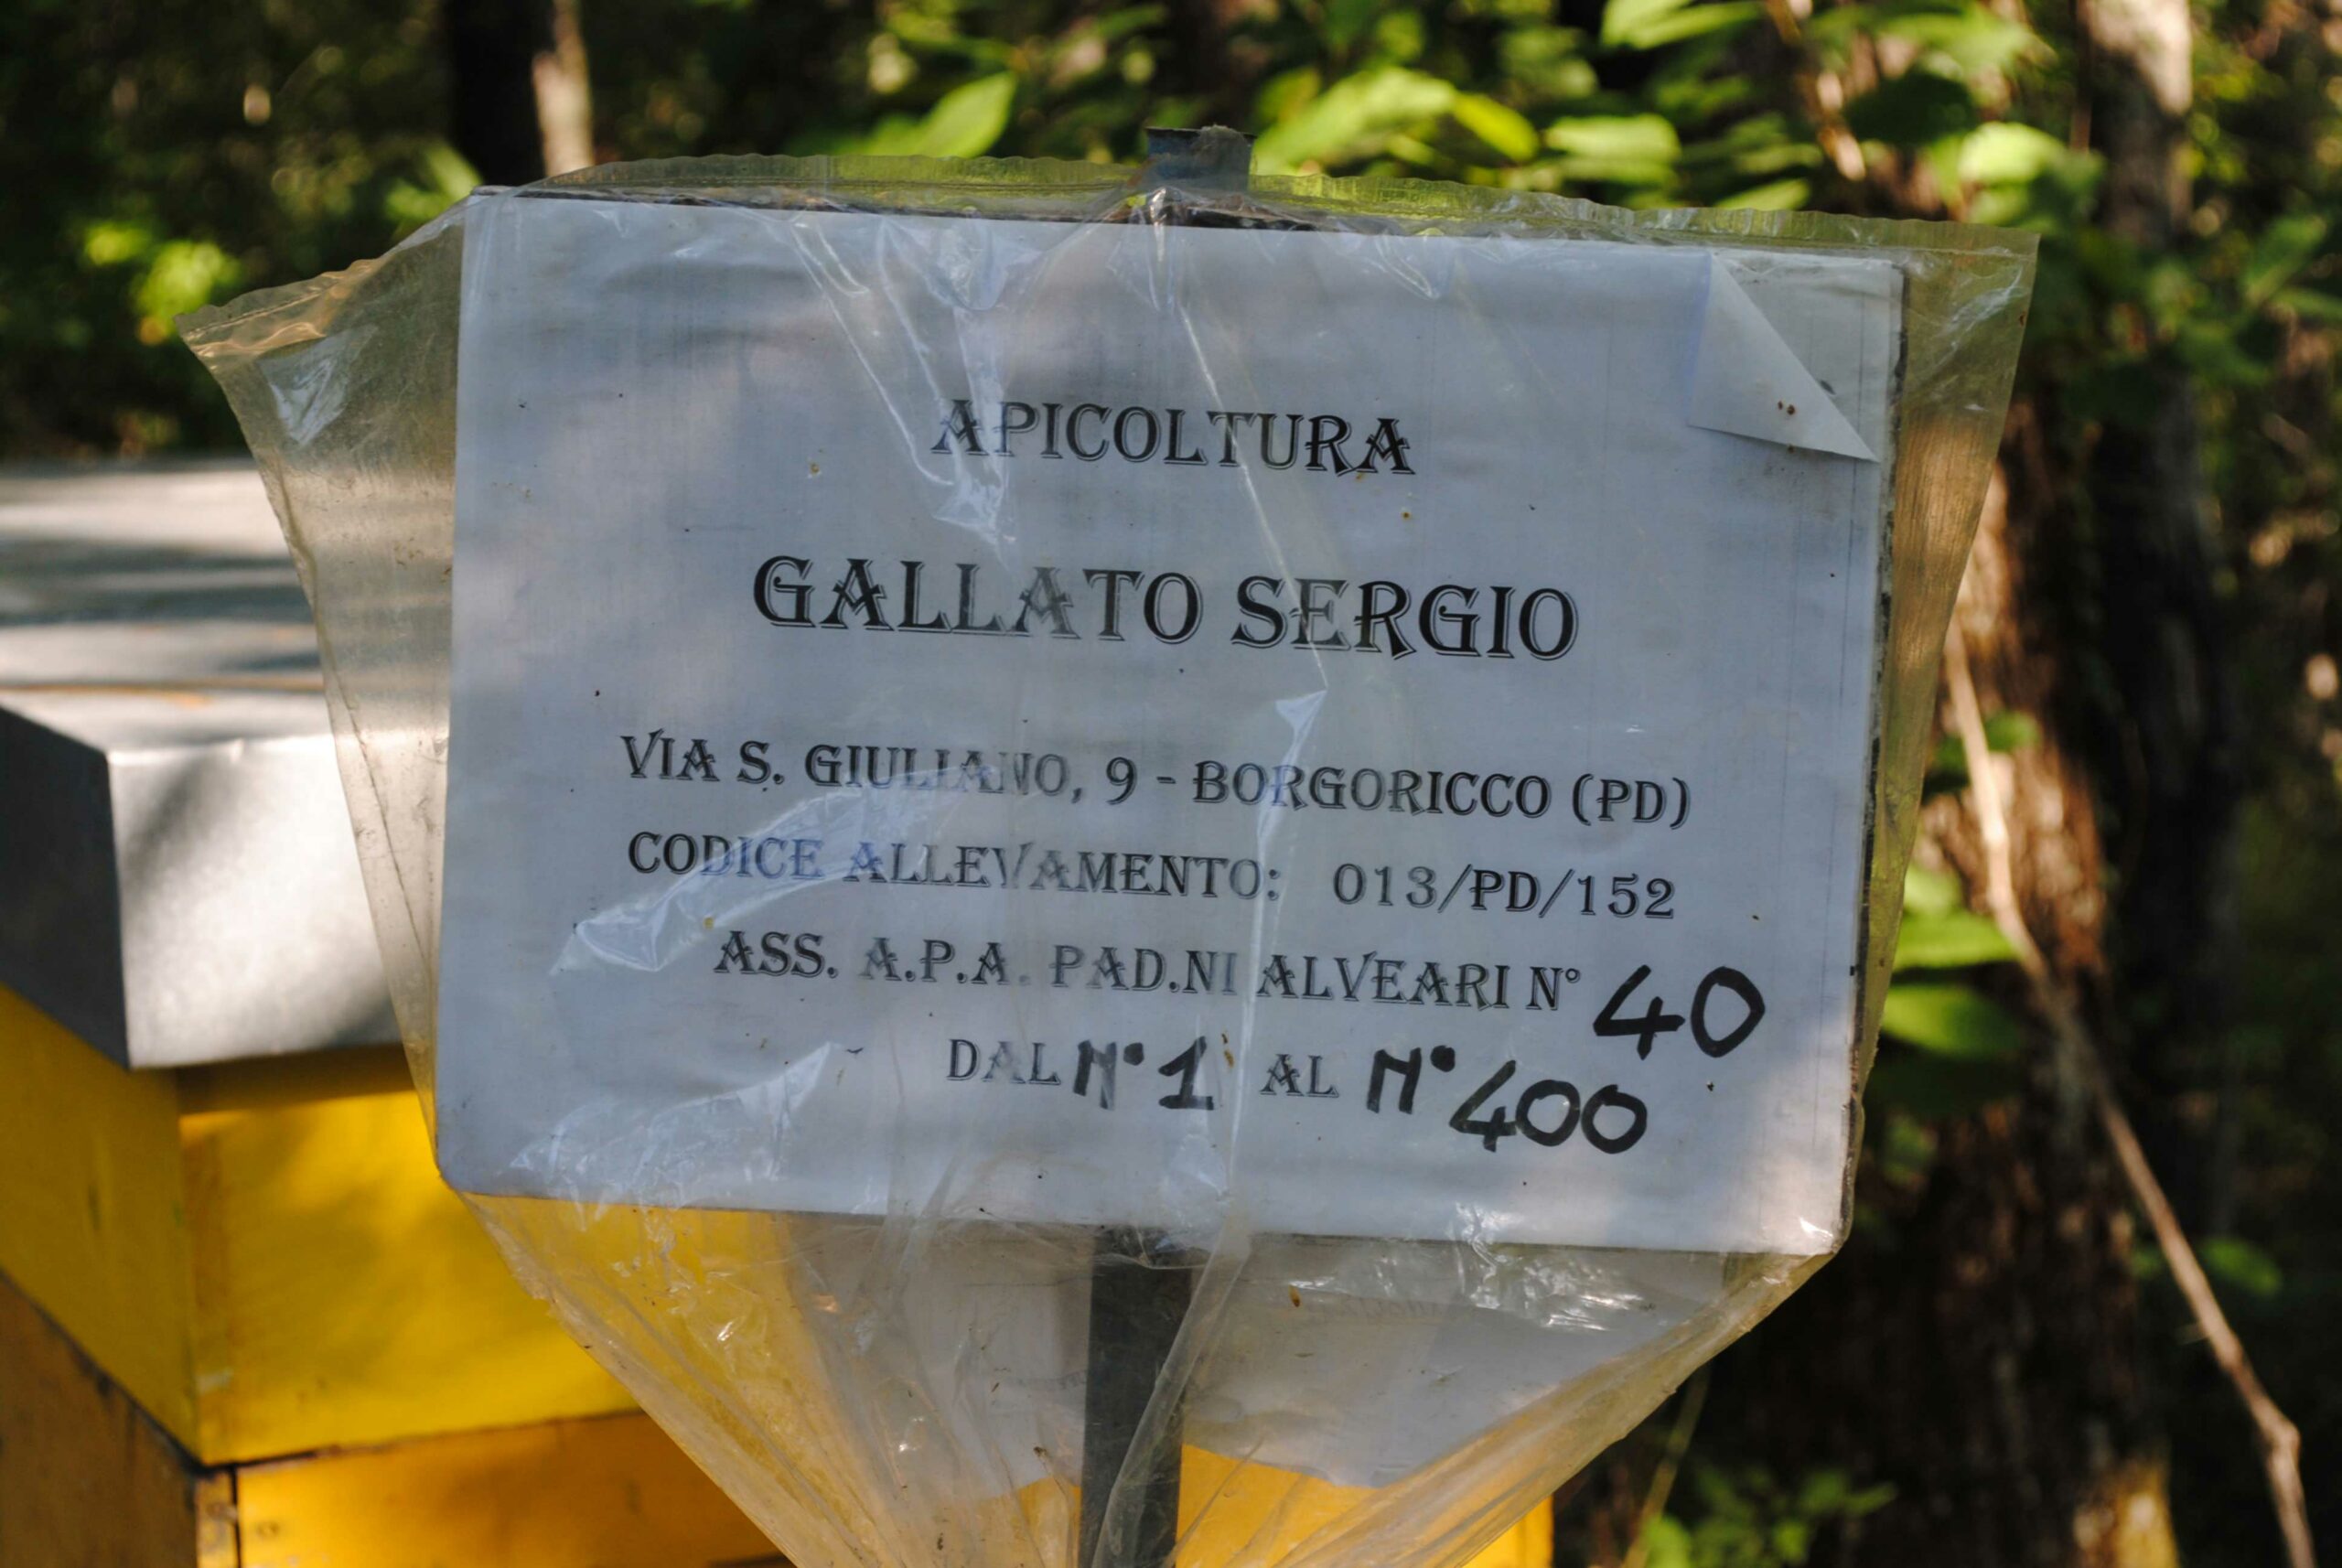 APICOLTURA
GALLATO SERGIO
VIA S. GIULIANO, 9 - BORGORICCO (PD)
CODICE ALLEVAMENTO: 013/PD/152
ASS. A.P.A. PAD.NI ALVEARI N° 40
DAL N° 1 AL N° 400